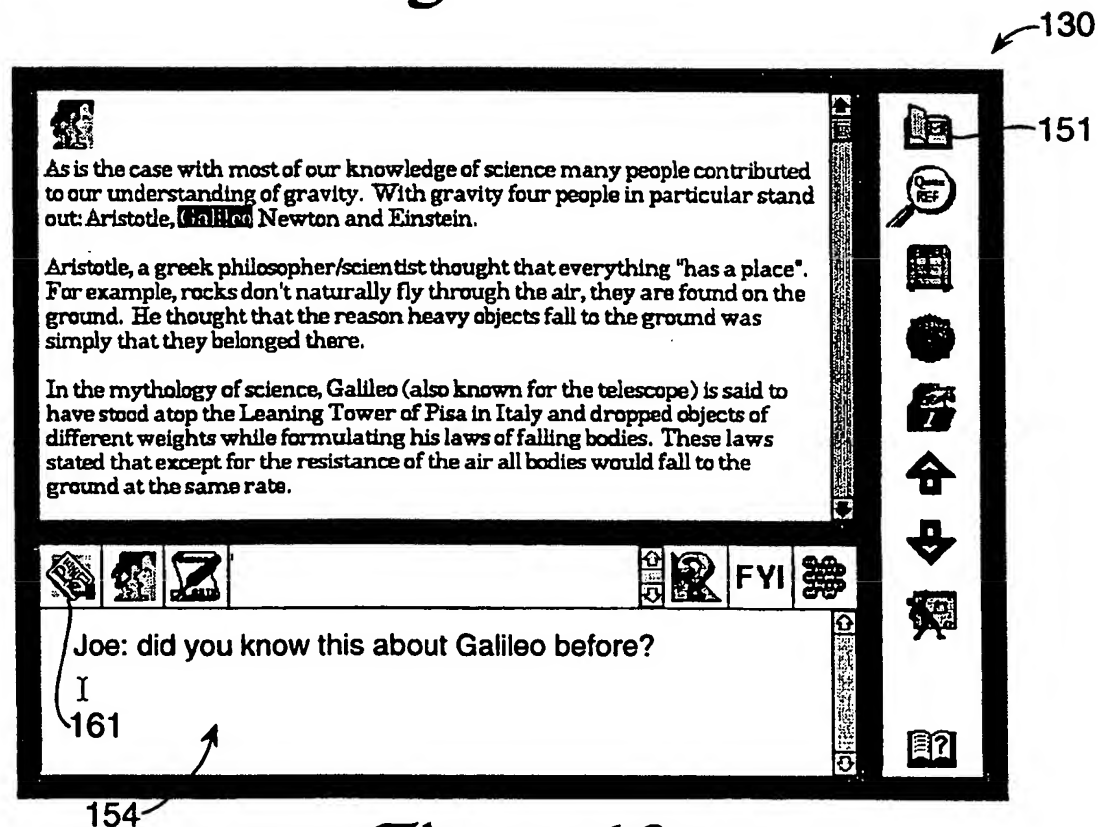 130
151
Quick
REF
As is the case with most of our knowledge of science many people contributed
to our understanding of gravity. With gravity four people in particular stand
out: Aristotle, Galileo Newton and Einstein.
Aristotle, a greek philosopher/scientist thought that everything "has a place".
For example, rocks don't naturally fly through the air, they are found on the
ground. He thought that the reason heavy objects fall to the ground was
simply that they belonged there.
In the mythology of science, Galileo (also known for the telescope) is said to
have stood atop the Leaning Tower of Pisa in Italy and dropped objects of
different weights while formulating his laws of falling bodies. These laws
stated that except for the resistance of the air all bodies would fall to the
ground at the same rate.
FYI
Joe: did you know this about Galileo before?
161
154